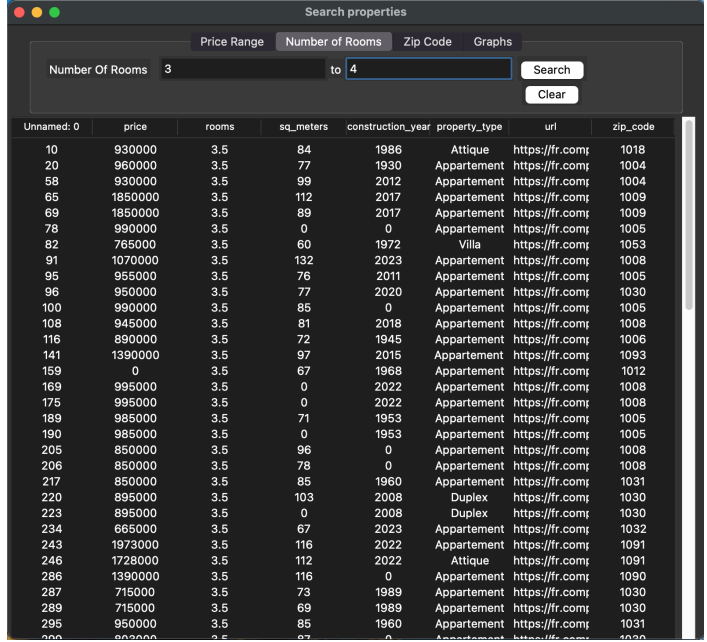 Search properties
Price Range Number of Rooms Zip Code Graphs
Number Of Rooms 3 to 4 Search
Clear
Unnamed: 0 price rooms sq_meters construction_year property_type url zip_code
10 930000 3.5 84 1986 Attique https://fr.comp 1018
20 960000 3.5 77 1930 Appartement https://fr.comp 1004
58 930000 3.5 99 2012 Appartement https://fr.comp 1004
65 1850000 3.5 112 2017 Appartement https://fr.comp 1009
69 1850000 3.5 89 2017 Appartement https://fr.comp 1009
78 990000 3.5 0 0 Appartement https://fr.comp 1005
82 765000 3.5 60 1972 Villa https://fr.comp 1053
91 1070000 3.5 132 2023 Appartement https://fr.comp 1008
95 955000 3.5 76 2011 Appartement https://fr.comp 1005
96 950000 3.5 77 2020 Appartement https://fr.comp 1030
100 990000 3.5 85 0 Appartement https://fr.comp 1005
108 945000 3.5 81 2018 Appartement https://fr.comp 1008
116 890000 3.5 72 1945 Appartement https://fr.comp 1006
141 1390000 3.5 97 2015 Appartement https://fr.comp 1093
159 0 3.5 67 1968 Appartement https://fr.comp 1012
169 995000 3.5 0 2022 Appartement https://fr.comp 1008
175 995000 3.5 0 2022 Appartement https://fr.comp 1008
189 985000 3.5 71 1953 Appartement https://fr.comp 1005
190 985000 3.5 0 1953 Appartement https://fr.comp 1005
205 850000 3.5 96 0 Appartement https://fr.comp 1008
206 850000 3.5 78 0 Appartement https://fr.comp 1008
217 850000 3.5 85 1960 Appartement https://fr.comp 1031
220 895000 3.5 103 2008 Duplex https://fr.comp 1030
223 895000 3.5 0 2008 Duplex https://fr.comp 1030
234 665000 3.5 67 2023 Appartement https://fr.comp 1032
243 1973000 3.5 116 2022 Appartement https://fr.comp 1091
246 1728000 3.5 112 2022 Attique https://fr.comp 1091
286 1390000 3.5 116 0 Appartement https://fr.comp 1090
287 715000 3.5 73 1989 Appartement https://fr.comp 1030
289 715000 3.5 69 1989 Appartement https://fr.comp 1030
295 950000 3.5 85 1960 Appartement https://fr.comp 1031